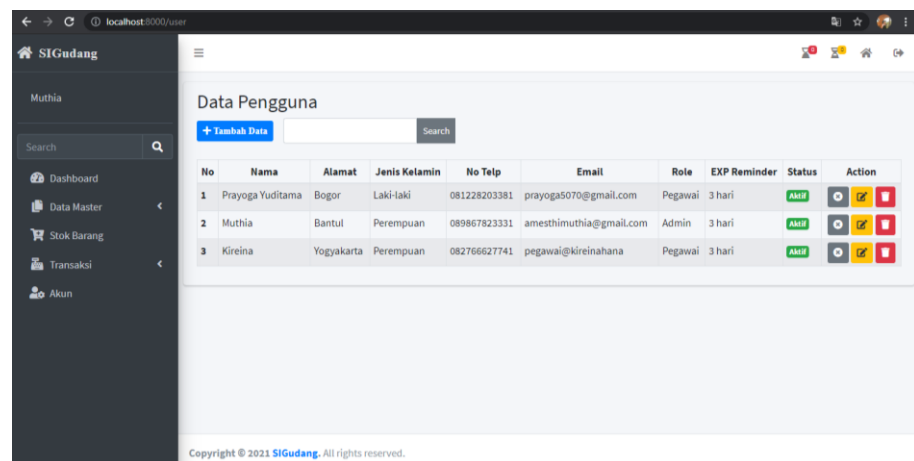 localhost:8000/user
SIGudang
Muthia
Search
Dashboard
Data Master
Stok Barang
Transaksi
Akun
Data Pengguna
Tambah Data Search
No Nama Alamat Jenis Kelamin No Telp Email Role EXP Reminder Status Action
1 Prayoga Yuditama Bogor Laki-laki 081228203381 prayoga5070@gmail.com Pegawai 3 hari Aktif
2 Muthia Bantul Perempuan 089867823331 amesthimuthia@gmail.com Admin 3 hari Aktif
3 Kireina Yogyakarta Perempuan 082766627741 pegawai@kireinahana Pegawai 3 hari Aktif
Copyright © 2021 SIGudang. All rights reserved.